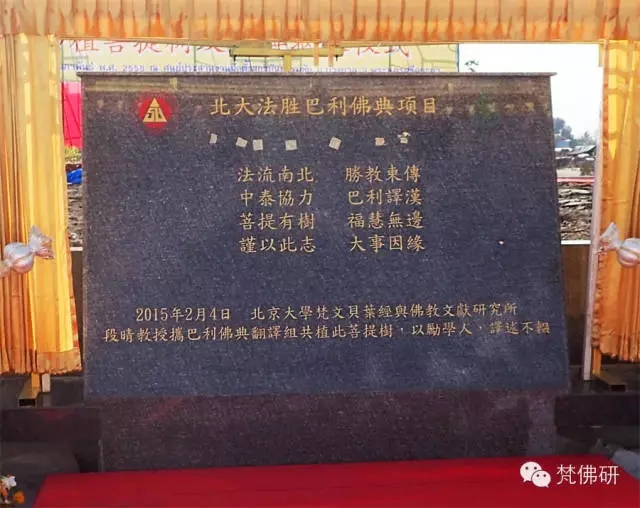 北大法胜巴利佛典项目
法流南北 勝教東傳
中泰協力 巴利譯漢
菩提有樹 福慧無邊
謹以此志 大事因緣
2015年2月4日 北京大學梵文貝葉經與佛教文獻研究所
段晴教授攜巴利佛典翻譯組共植此菩提樹，以勵學人，譯述不輟
梵佛研